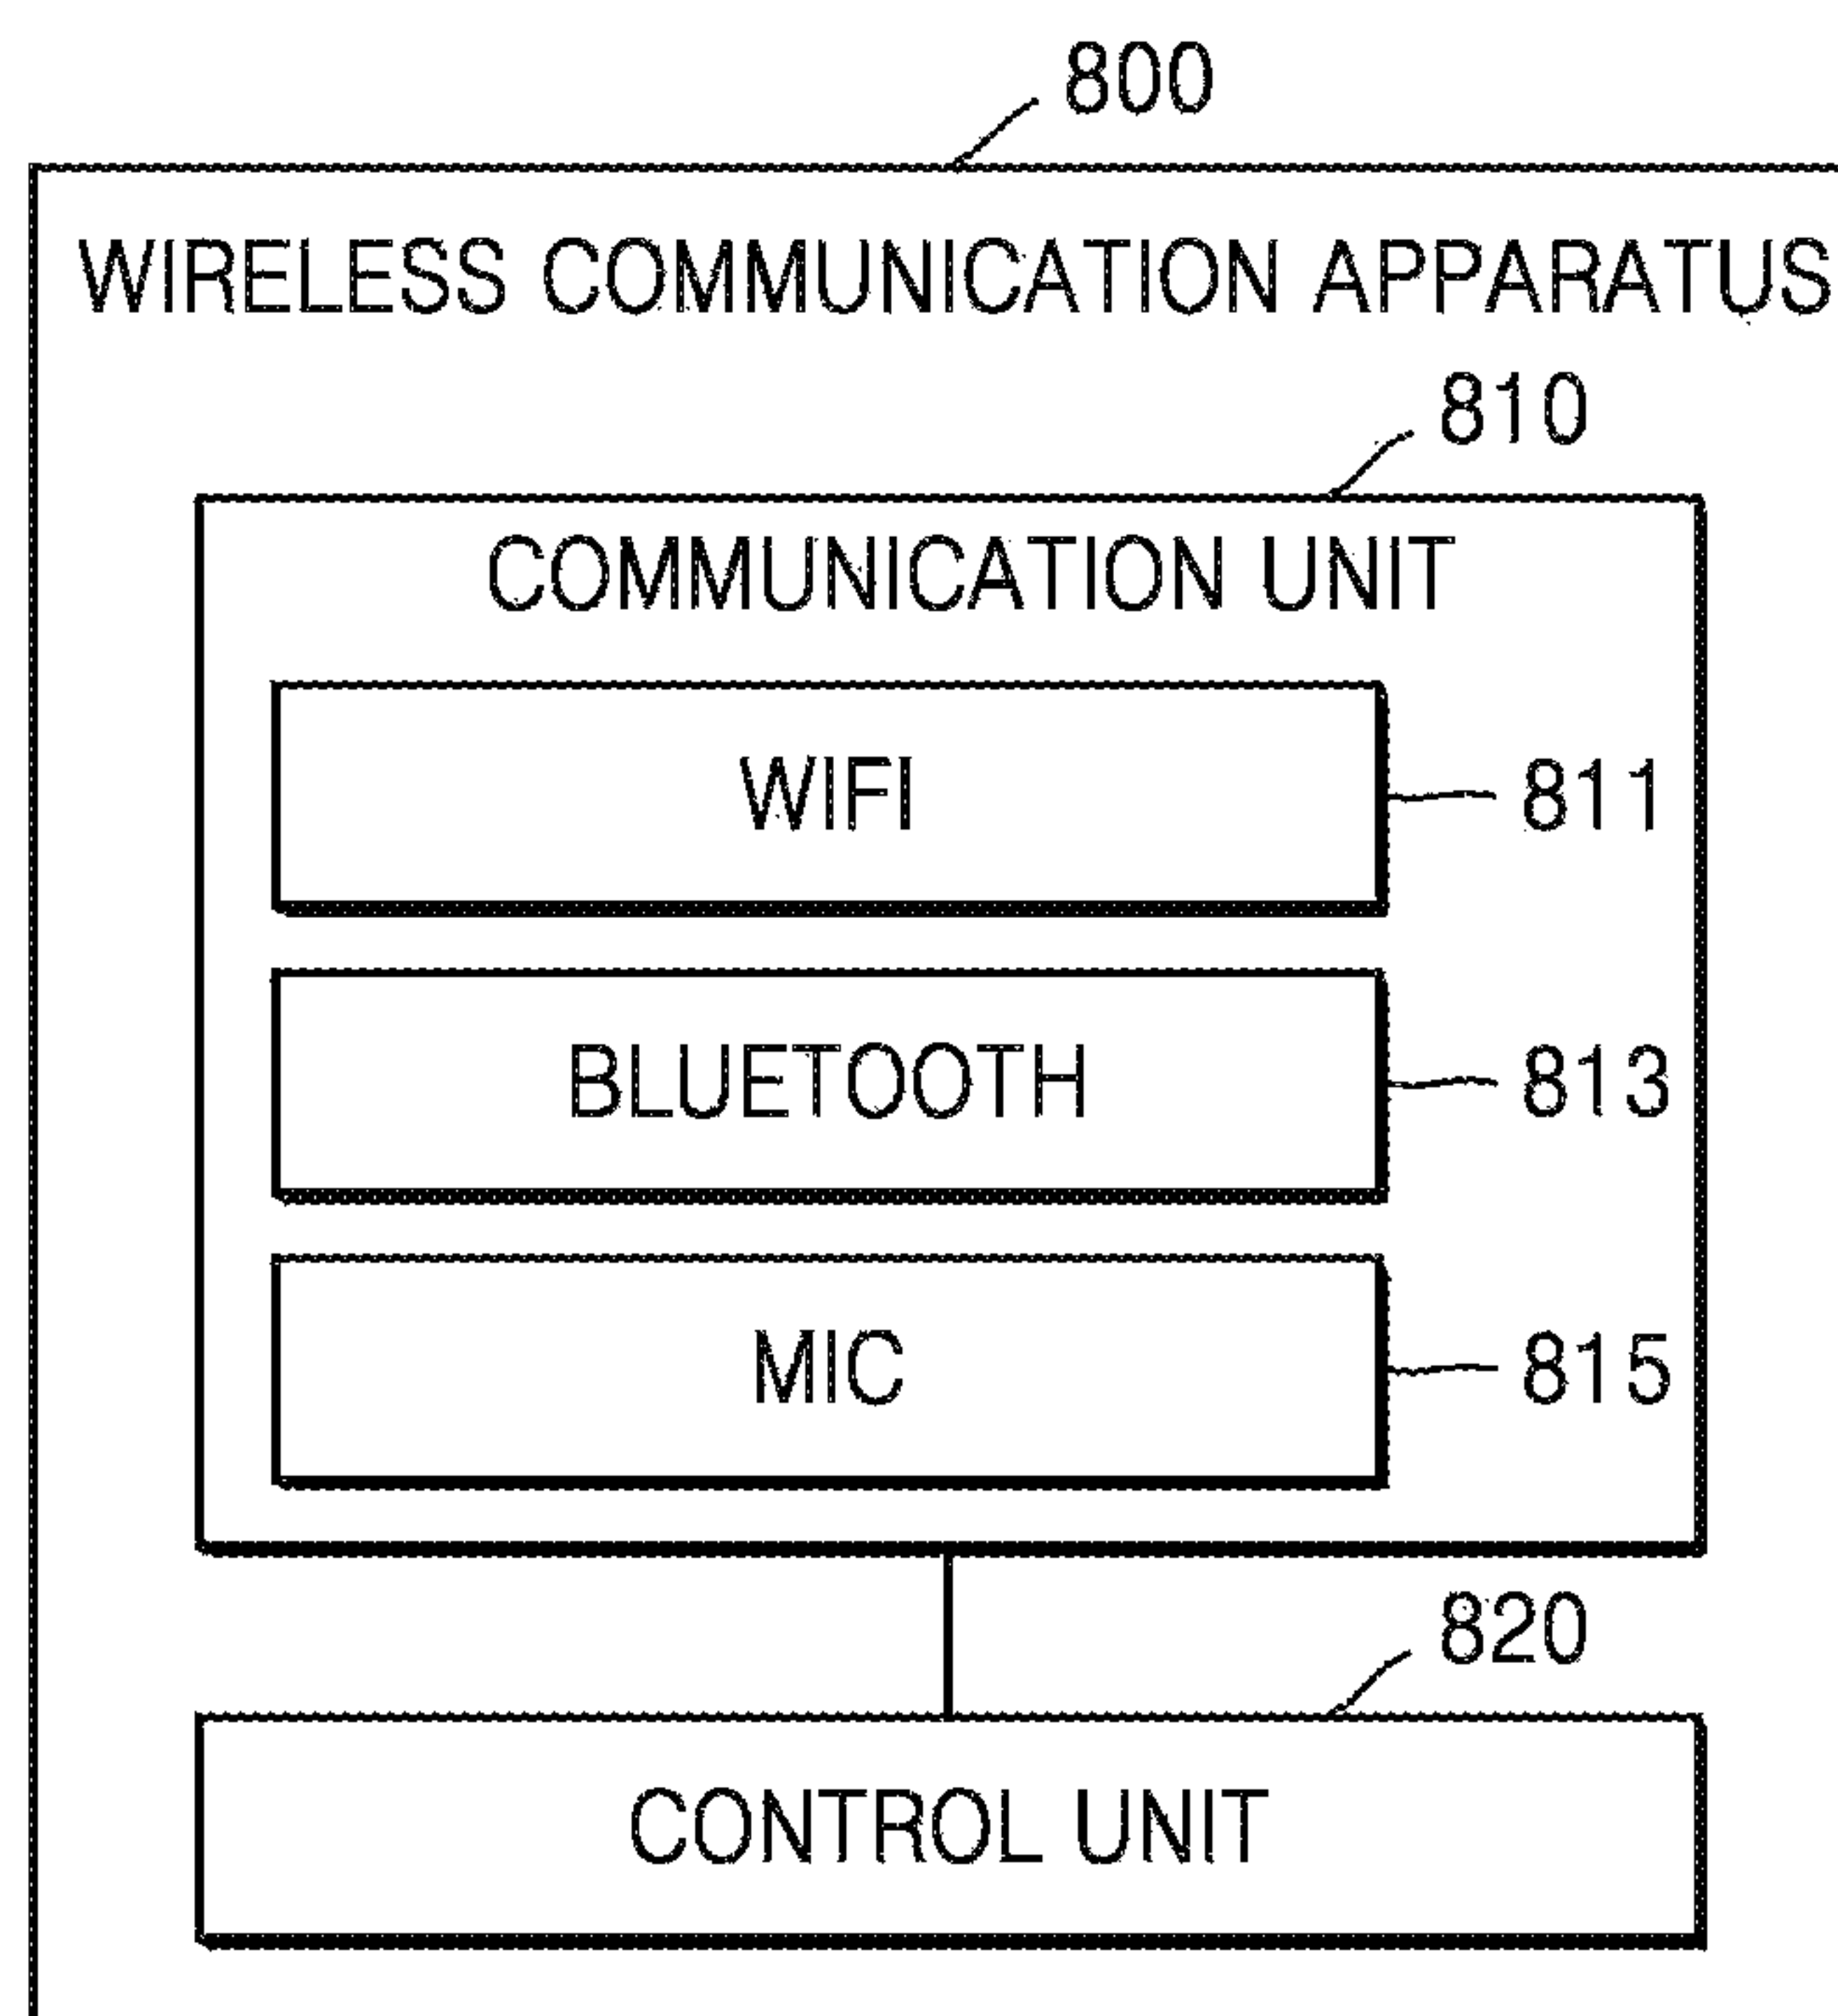 800
WIRELESS COMMUNICATION APPARATUS
810
COMMUNICATION UNIT
WIFI 811
BLUETOOTH 813
MIC 815
820
CONTROL UNIT